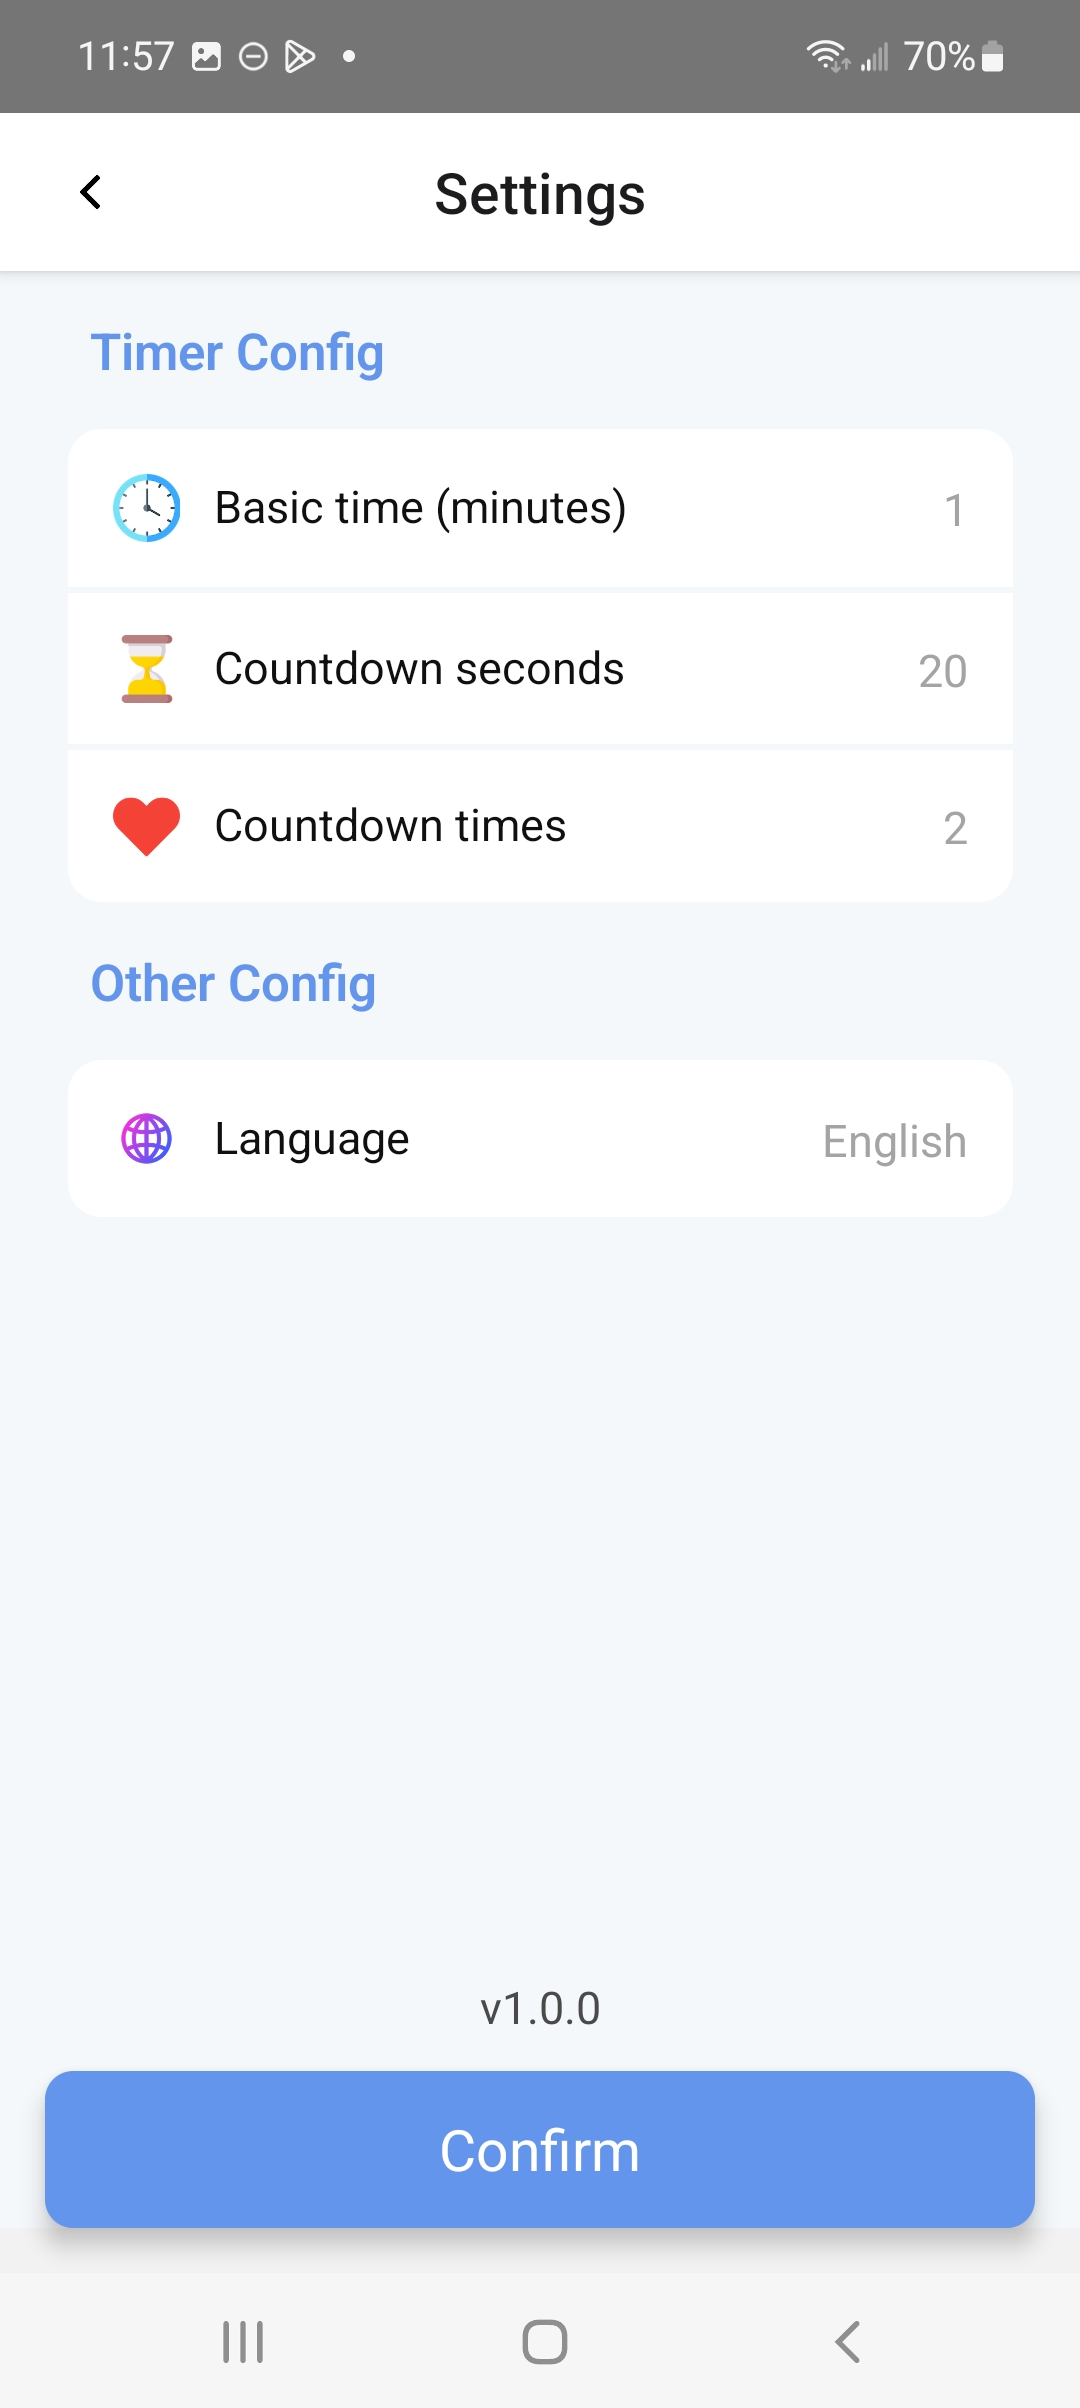 11:57 70%
Settings
Timer Config
Basic time (minutes) 1
Countdown seconds 20
Countdown times 2
Other Config
Language English
v1.0.0
Confirm